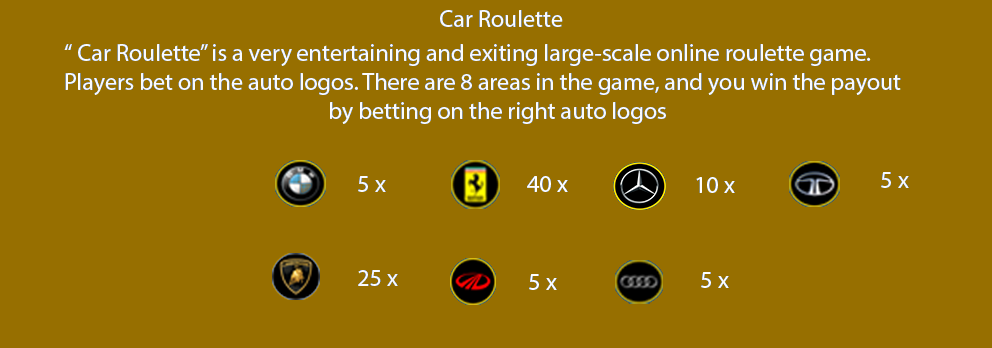 Car Roulette
“ Car Roulette” is a very entertaining and exiting large-scale online roulette game.
Players bet on the auto logos. There are 8 areas in the game, and you win the payout
by betting on the right auto logos
5 x 40 x 10 x 5 x
25 x 5 x 5 x